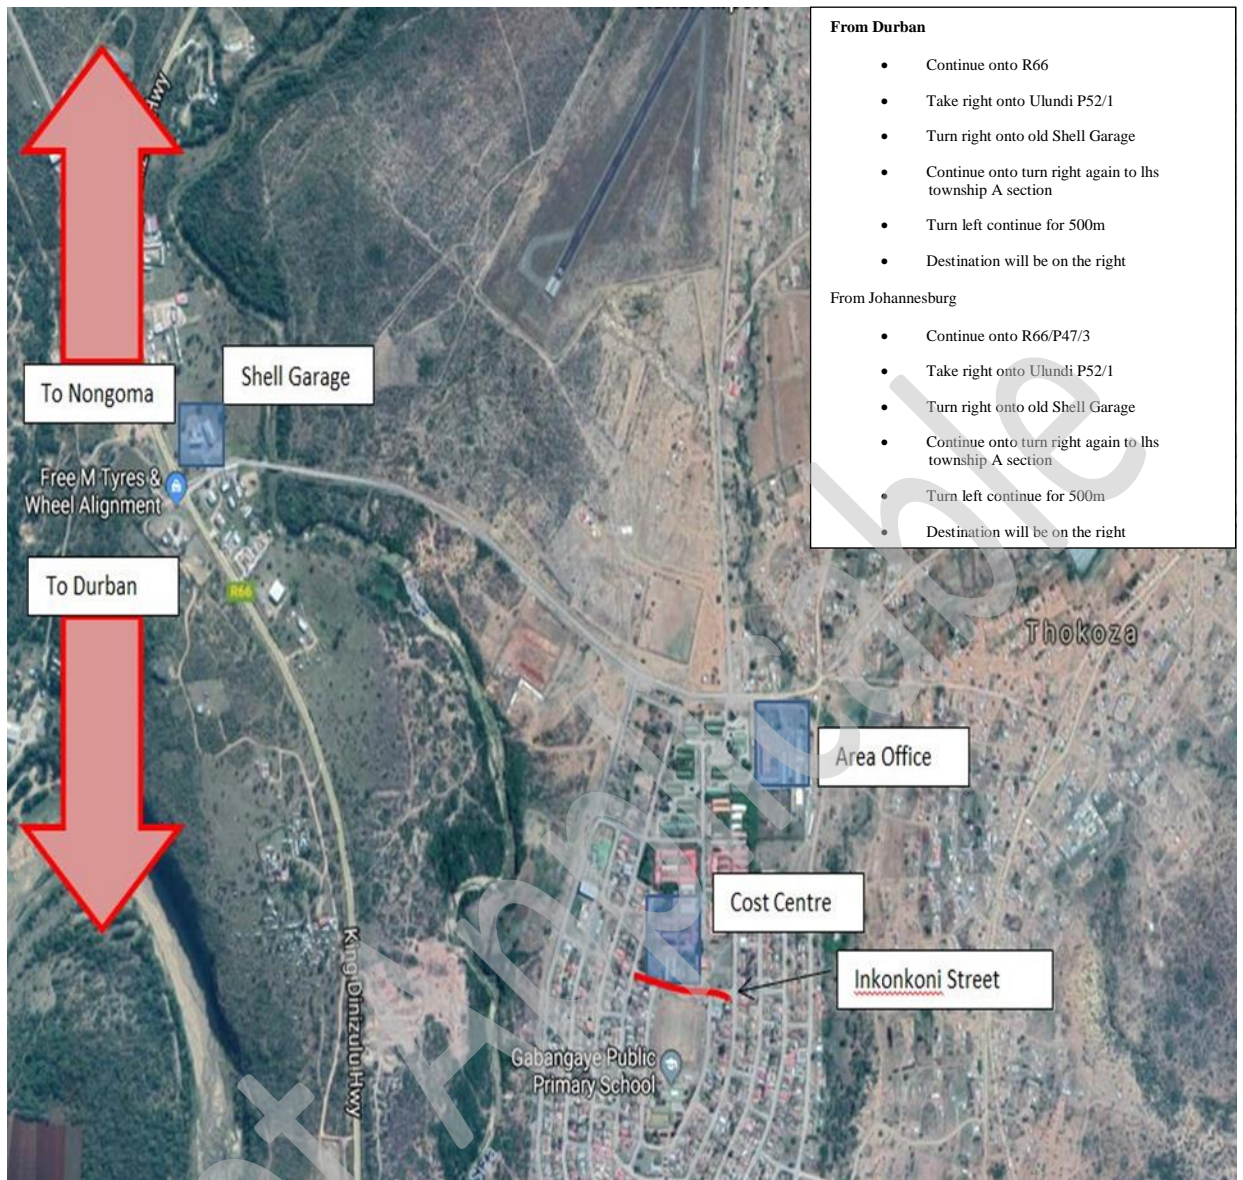 From Durban
• Continue onto R66
• Take right onto Ulundi P52/1
• Turn right onto old Shell Garage
• Continue onto turn right again to lhs
township A section
• Turn left continue for 500m
• Destination will be on the right
From Johannesburg
• Continue onto R66/P47/3
• Take right onto Ulundi P52/1
• Turn right onto old Shell Garage
• Continue onto turn right again to lhs
township A section
• Turn left continue for 500m
• Destination will be on the right
Hwy
To Nongoma
Shell Garage
Free M Tyres &
Wheel Alignment
To Durban
R66
Thokoza
Area Office
Cost Centre
Inkonkoni Street
King Dinizulu Hwy
Gabangaye Public
Primary School